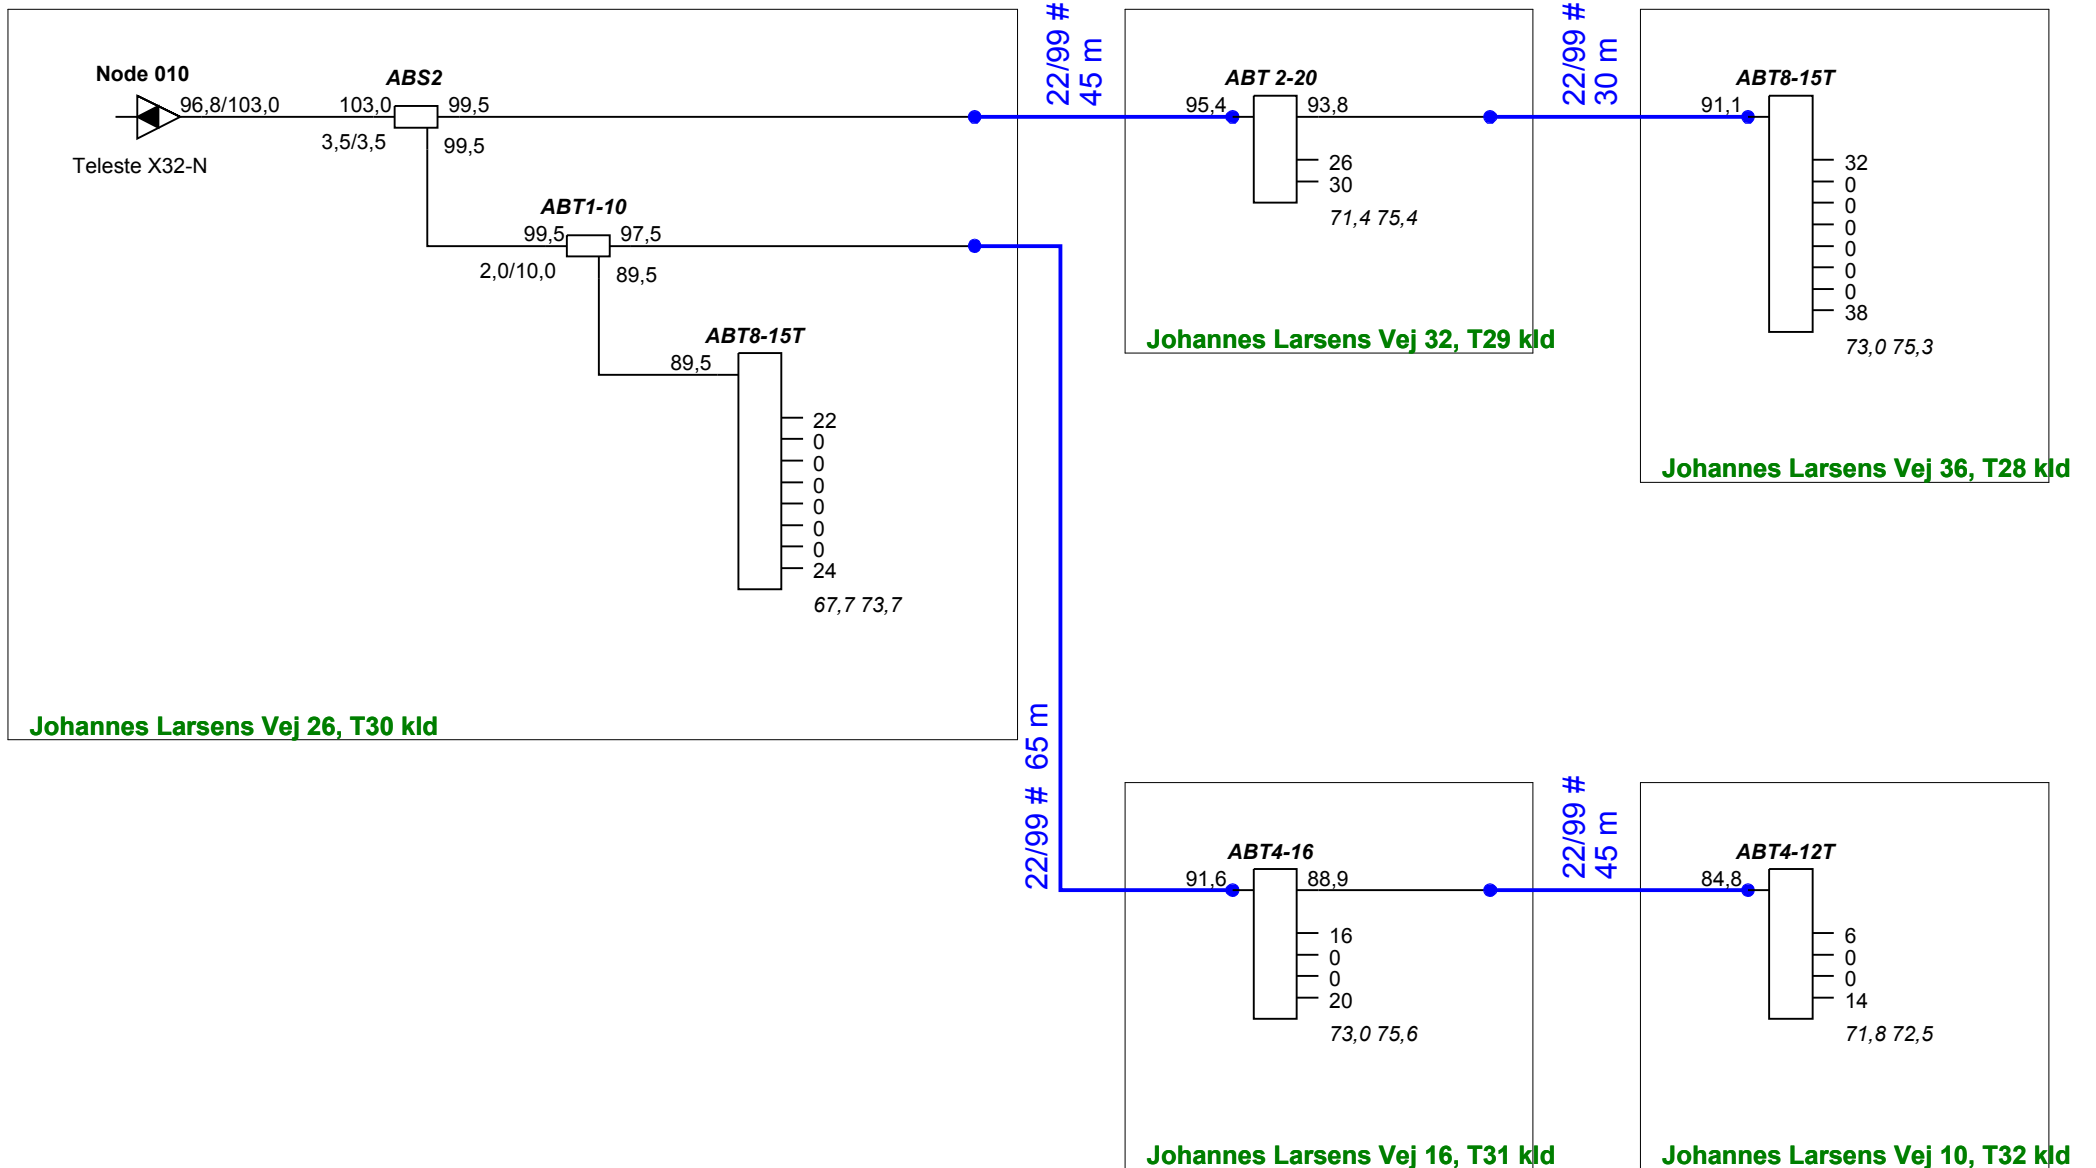 Node 010
96,8/103,0
Teleste X32-N
ABS2
103,0
99,5
3,5/3,5
99,5
ABT1-10
99,5
97,5
2,0/10,0
89,5
ABT8-15T
89,5
22
0
0
0
0
0
0
24
67,7 73,7
Johannes Larsens Vej 26, T30 kld
22/99 #
45 m
ABT 2-20
95,4
93,8
26
30
71,4 75,4
Johannes Larsens Vej 32, T29 kld
22/99 #
30 m
ABT8-15T
91,1
32
0
0
0
0
0
0
38
73,0 75,3
Johannes Larsens Vej 36, T28 kld
22/99 # 65 m
ABT4-16
91,6
88,9
16
0
0
20
73,0 75,6
Johannes Larsens Vej 16, T31 kld
22/99 #
45 m
ABT4-12T
84,8
6
0
0
14
71,8 72,5
Johannes Larsens Vej 10, T32 kld